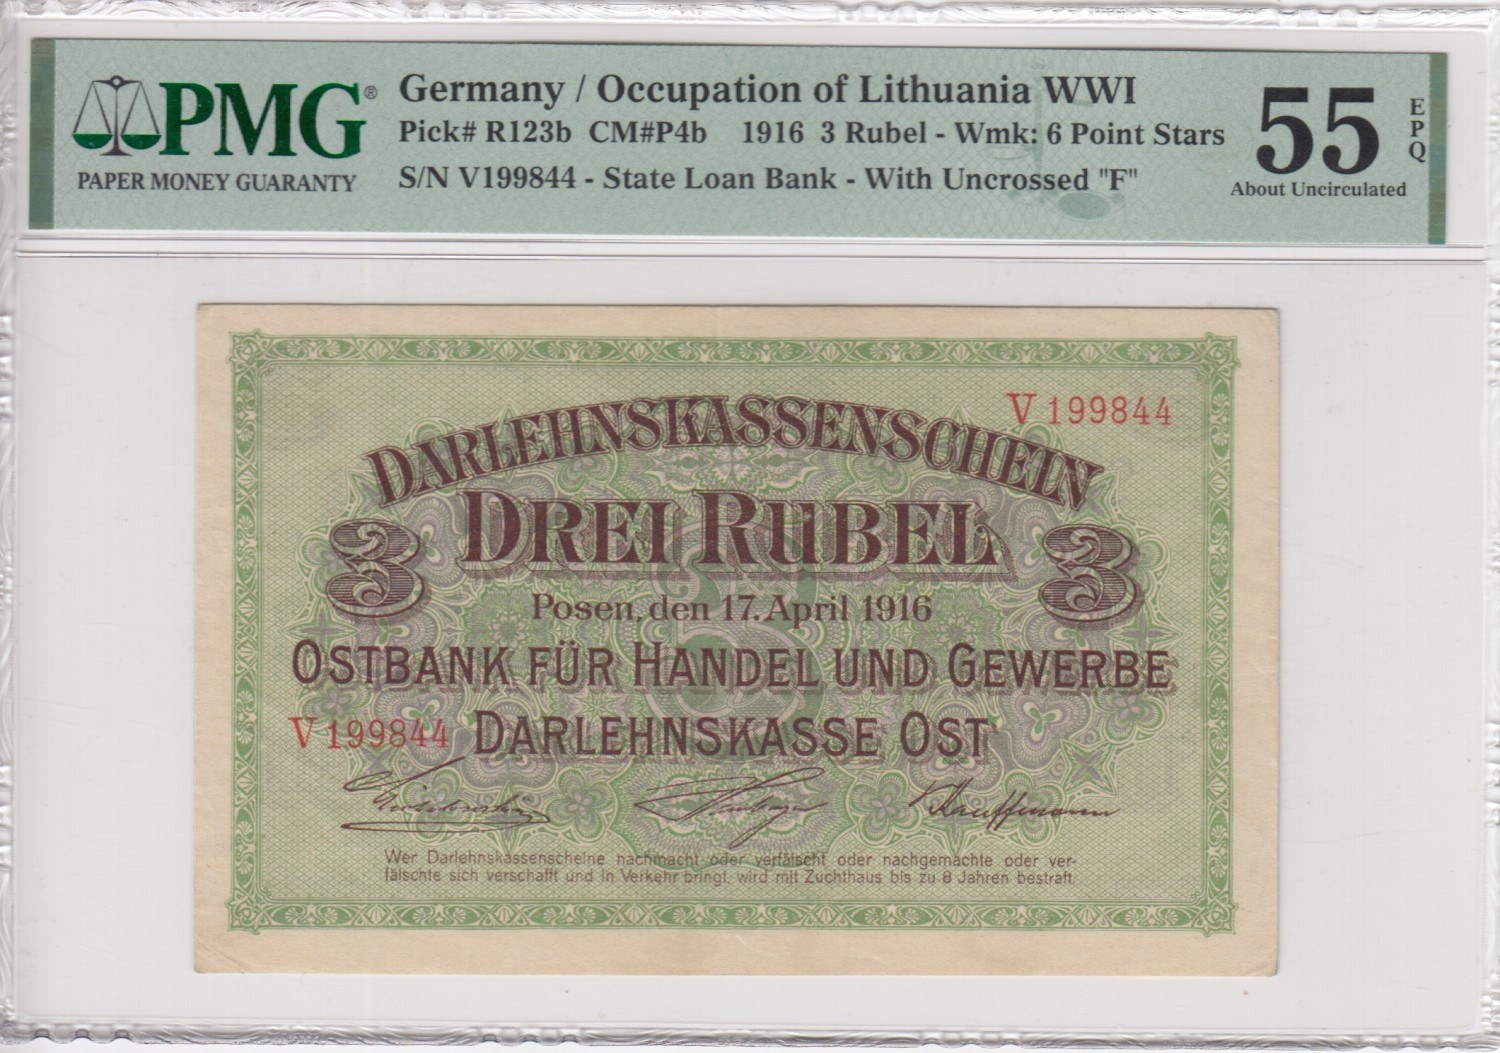 PMG®
PAPER MONEY GUARANTY
Germany / Occupation of Lithuania WWI
Pick# R123b CM#P4b 1916 3 Rubel - Wmk: 6 Point Stars
S/N V199844 - State Loan Bank - With Uncrossed "F"
55
EPQ
About Uncirculated
V 199844
DARLEHNSKASSENSCHEIN
3 DREI RUBEL 3
Posen, den 17. April 1916
OSTBANK FÜR HANDEL UND GEWERBE
V 199844 DARLEHNSKASSE OST
Kauffmann
Wer Darlehnskassenscheine nachmacht oder verfälscht oder nachgemachte oder ver-
fälschte sich verschafft und in Verkehr bringt, wird mit Zuchthaus bis zu 8 Jahren bestraft.